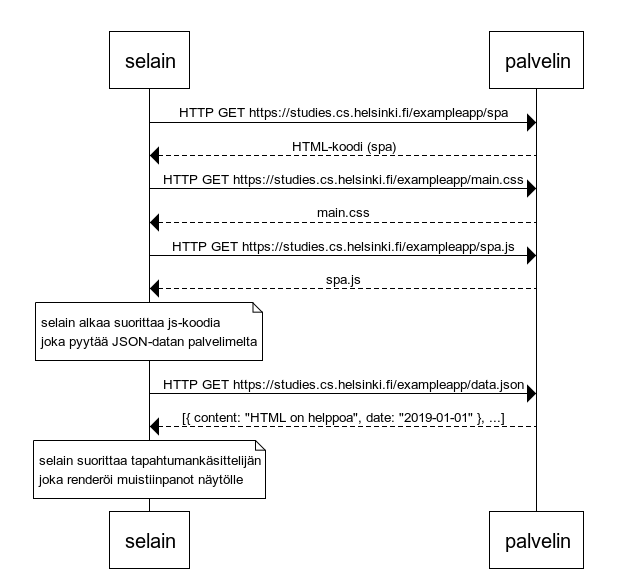 selain
palvelin
HTTP GET https://studies.cs.helsinki.fi/exampleapp/spa
HTML-koodi (spa)
HTTP GET https://studies.cs.helsinki.fi/exampleapp/main.css
main.css
HTTP GET https://studies.cs.helsinki.fi/exampleapp/spa.js
spa.js
selain alkaa suorittaa js-koodia
joka pyytää JSON-datan palvelimelta
HTTP GET https://studies.cs.helsinki.fi/exampleapp/data.json
[{ content: "HTML on helppoa", date: "2019-01-01" }, ...]
selain suorittaa tapahtumankäsittelijän
joka renderöi muistiinpanot näytölle
selain
palvelin